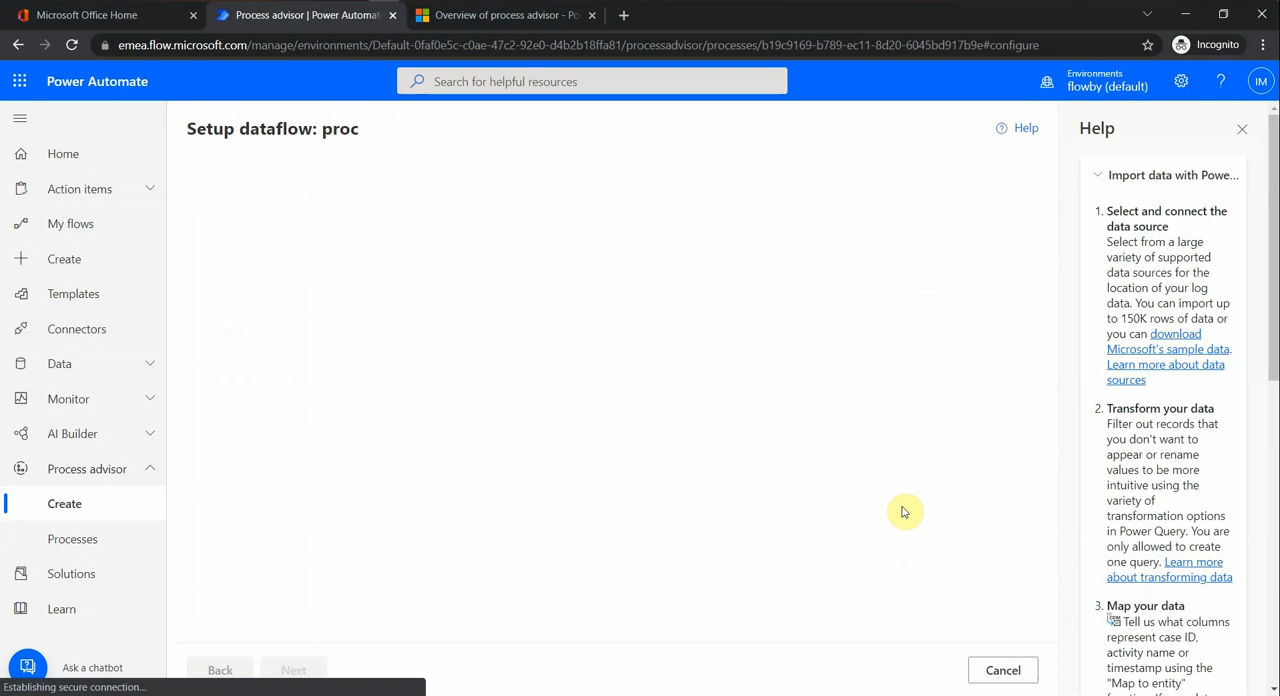 Microsoft Office Home
Process advisor | Power Automat
Overview of process advisor - Po
emea.flow.microsoft.com/manage/environments/Default-0faf0e5c-c0ae-47c2-92e0-d4b2b18ffa81/processadvisor/processes/b19c9169-b789-ec11-8d20-6045bd917b9e#configure
Incognito
Power Automate
Search for helpful resources
Environments
flowby (default)
IM
Setup dataflow: proc
Help
Home
Action items
My flows
Create
Templates
Connectors
Data
Monitor
AI Builder
Process advisor
Create
Processes
Solutions
Learn
Ask a chatbot
Establishing secure connection...
Back
Next
Cancel
Help
Import data with Powe...
1. Select and connect the
data source
Select from a large
variety of supported
data sources for the
location of your log
data. You can import up
to 150K rows of data or
you can download
Microsoft's sample data.
Learn more about data
sources
2. Transform your data
Filter out records that
you don't want to
appear or rename
values to be more
intuitive using the
variety of
transformation options
in Power Query. You are
only allowed to create
one query. Learn more
about transforming data
3. Map your data
Tell us what columns
represent case ID,
activity name or
timestamp using the
"Map to entity"